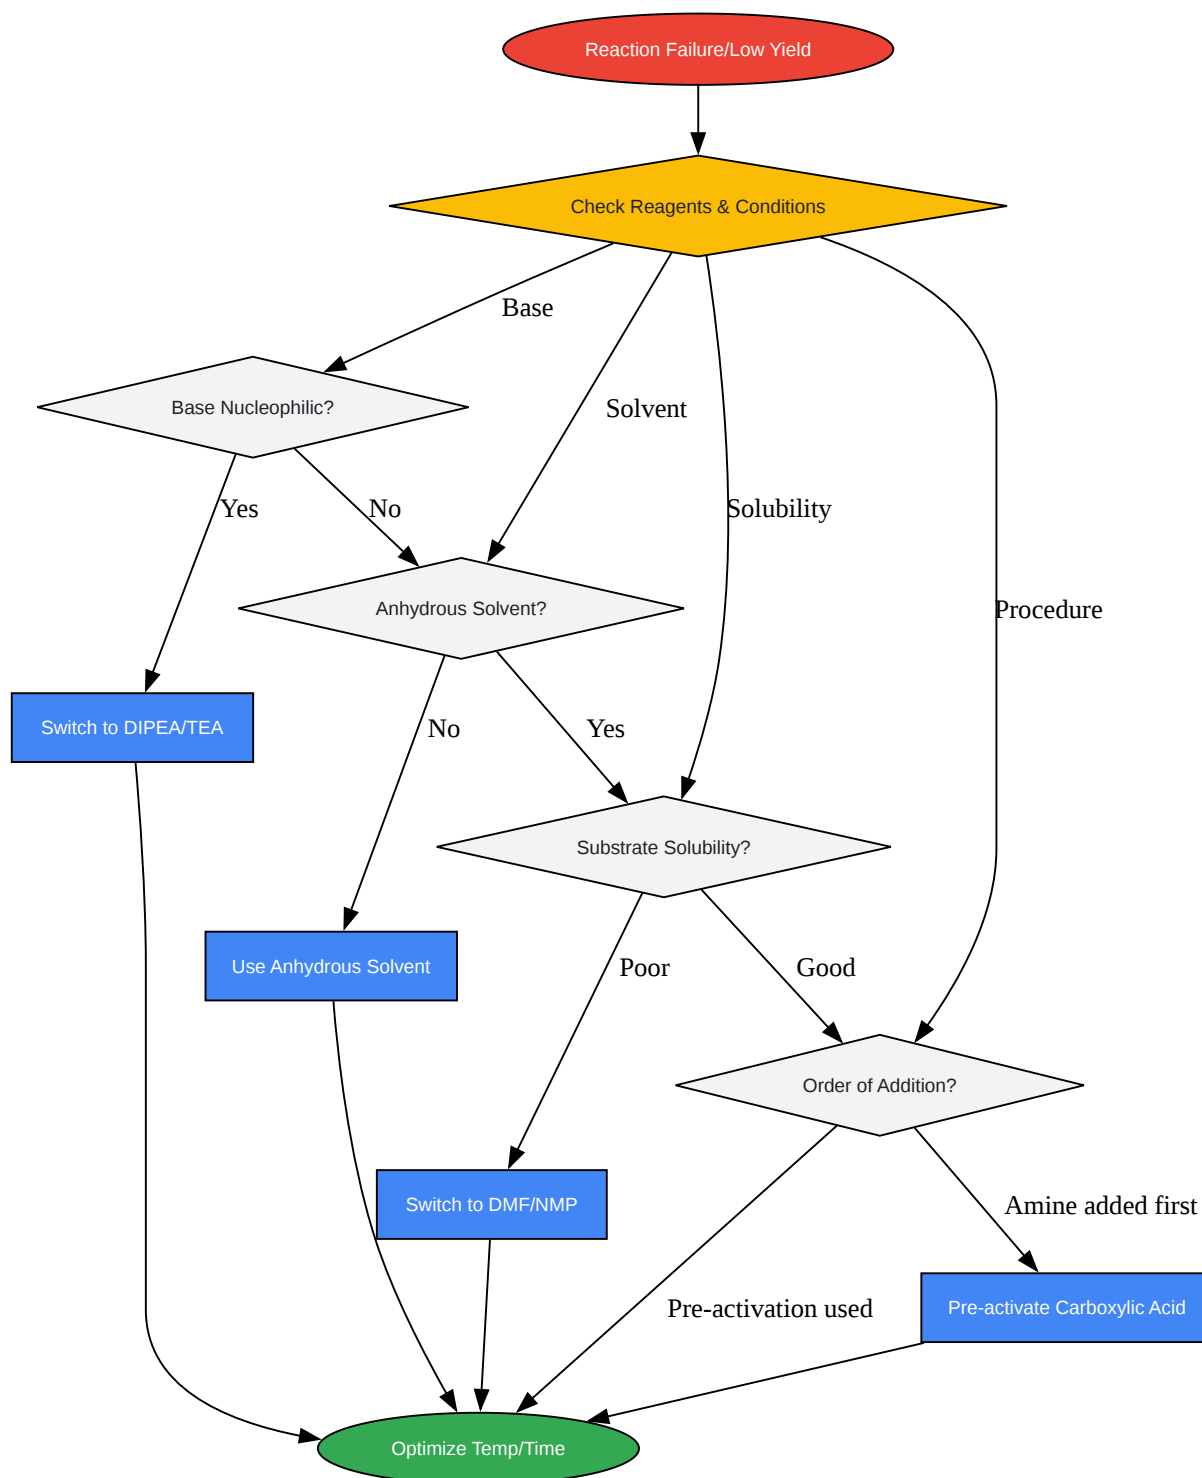 Reaction Failure/Low Yield
Check Reagents & Conditions
Base
Base Nucleophilic?
Solvent
Yes
No
Solubility
Anhydrous Solvent?
Procedure
Switch to DIPEA/TEA
No
Yes
Substrate Solubility?
Use Anhydrous Solvent
Poor
Good
Order of Addition?
Switch to DMF/NMP
Amine added first
Pre-activation used
Pre-activate Carboxylic Acid
Optimize Temp/Time